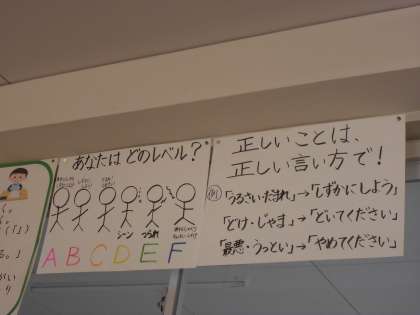 あなたは どのレベル?
シーン
つられ
A B C D E F
正しいことは、
正しい言い方で!
例 「うるさいだまれ」→「しずかにしよう」
「どけ・じゃま」→「どいてください」
「最悪・うっとい」→「やめてください」